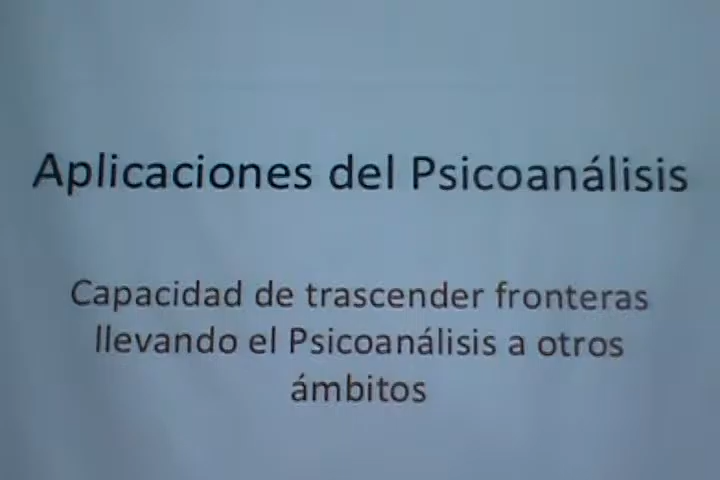 Aplicaciones del Psicoanálisis
Capacidad de trascender fronteras
llevando el Psicoanálisis a otros
ámbitos